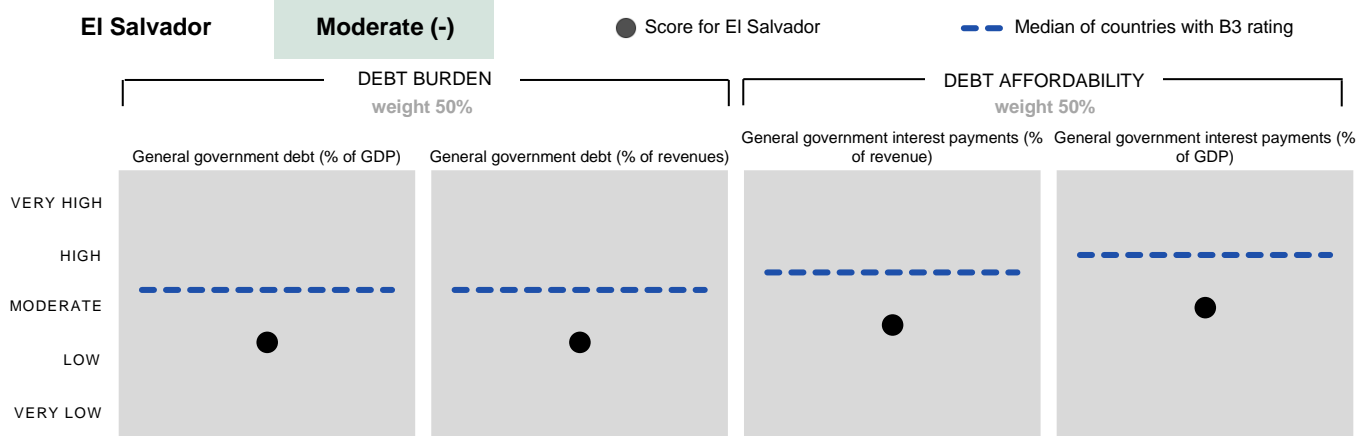 El Salvador
Moderate (-)
Score for El Salvador
Median of countries with B3 rating
DEBT BURDEN
weight 50%
DEBT AFFORDABILITY
weight 50%
General government debt (% of GDP)
General government debt (% of revenues)
General government interest payments (%
of revenue)
General government interest payments (%
of GDP)
VERY HIGH
HIGH
MODERATE
LOW
VERY LOW